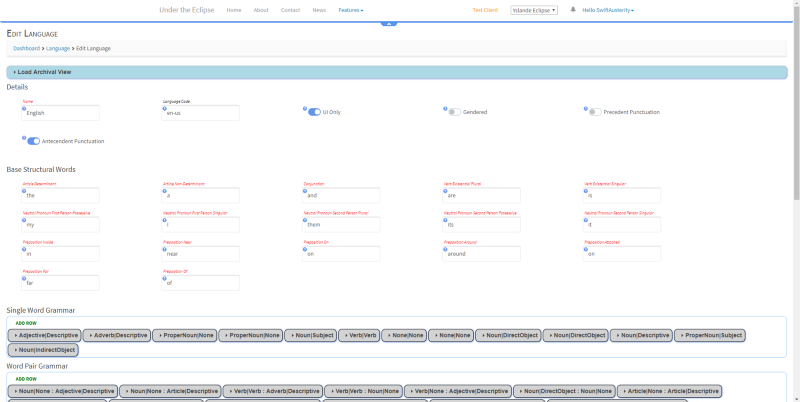 Under the Eclipse Home About Contact News Features Test Client Yolande Eclipse Hello SwiftAusterity
Edit Language
Dashboard > Language > Edit Language
Load Archival View
Details
Name Language Code
English en-us UI Only Gendered Precedent Punctuation
Antecendent Punctuation
Base Structural Words
Article Determinant Article Non-Determinant Conjunction Verb Existential Plural Verb Existential Singular
the a and are is
Neutral Pronoun First Person Possessive Neutral Pronoun First Person Singular Neutral Pronoun Second Person Plural Neutral Pronoun Second Person Possessive Neutral Pronoun Second Person Singular
my I them its it
Preposition Inside Preposition Near Preposition On Preposition Around Preposition Attached
in near on around on
Preposition Far Preposition Of
far of
Single Word Grammar
ADD ROW
Adjective|Descriptive Adverb|Descriptive ProperNoun|None ProperNoun|None Noun|Subject Verb|Verb None|None None|None Noun|DirectObject Noun|DirectObject Noun|Descriptive ProperNoun|Subject
Noun|IndirectObject
Word Pair Grammar
ADD ROW
Noun|None : Adjective|Descriptive Noun|None : Article|Descriptive Verb|Verb : Adverb|Descriptive Verb|Verb : Noun|None Verb|None : Adjective|Descriptive Noun|DirectObject : Noun|None Article|None : Article|Descriptive